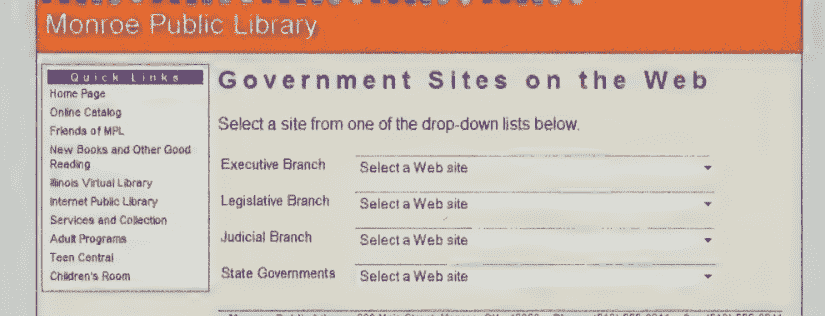 Monroe Public Library
Quick Links
Home Page
Online Catalog
Friends of MPL
New Books and Other Good
Reading
Illinois Virtual Library
Internet Public Library
Services and Collection
Adult Programs
Teen Central
Children's Room
Government Sites on the Web
Select a site from one of the drop-down lists below.
Executive Branch Select a Web site
Legislative Branch Select a Web site
Judicial Branch Select a Web site
State Governments Select a Web site